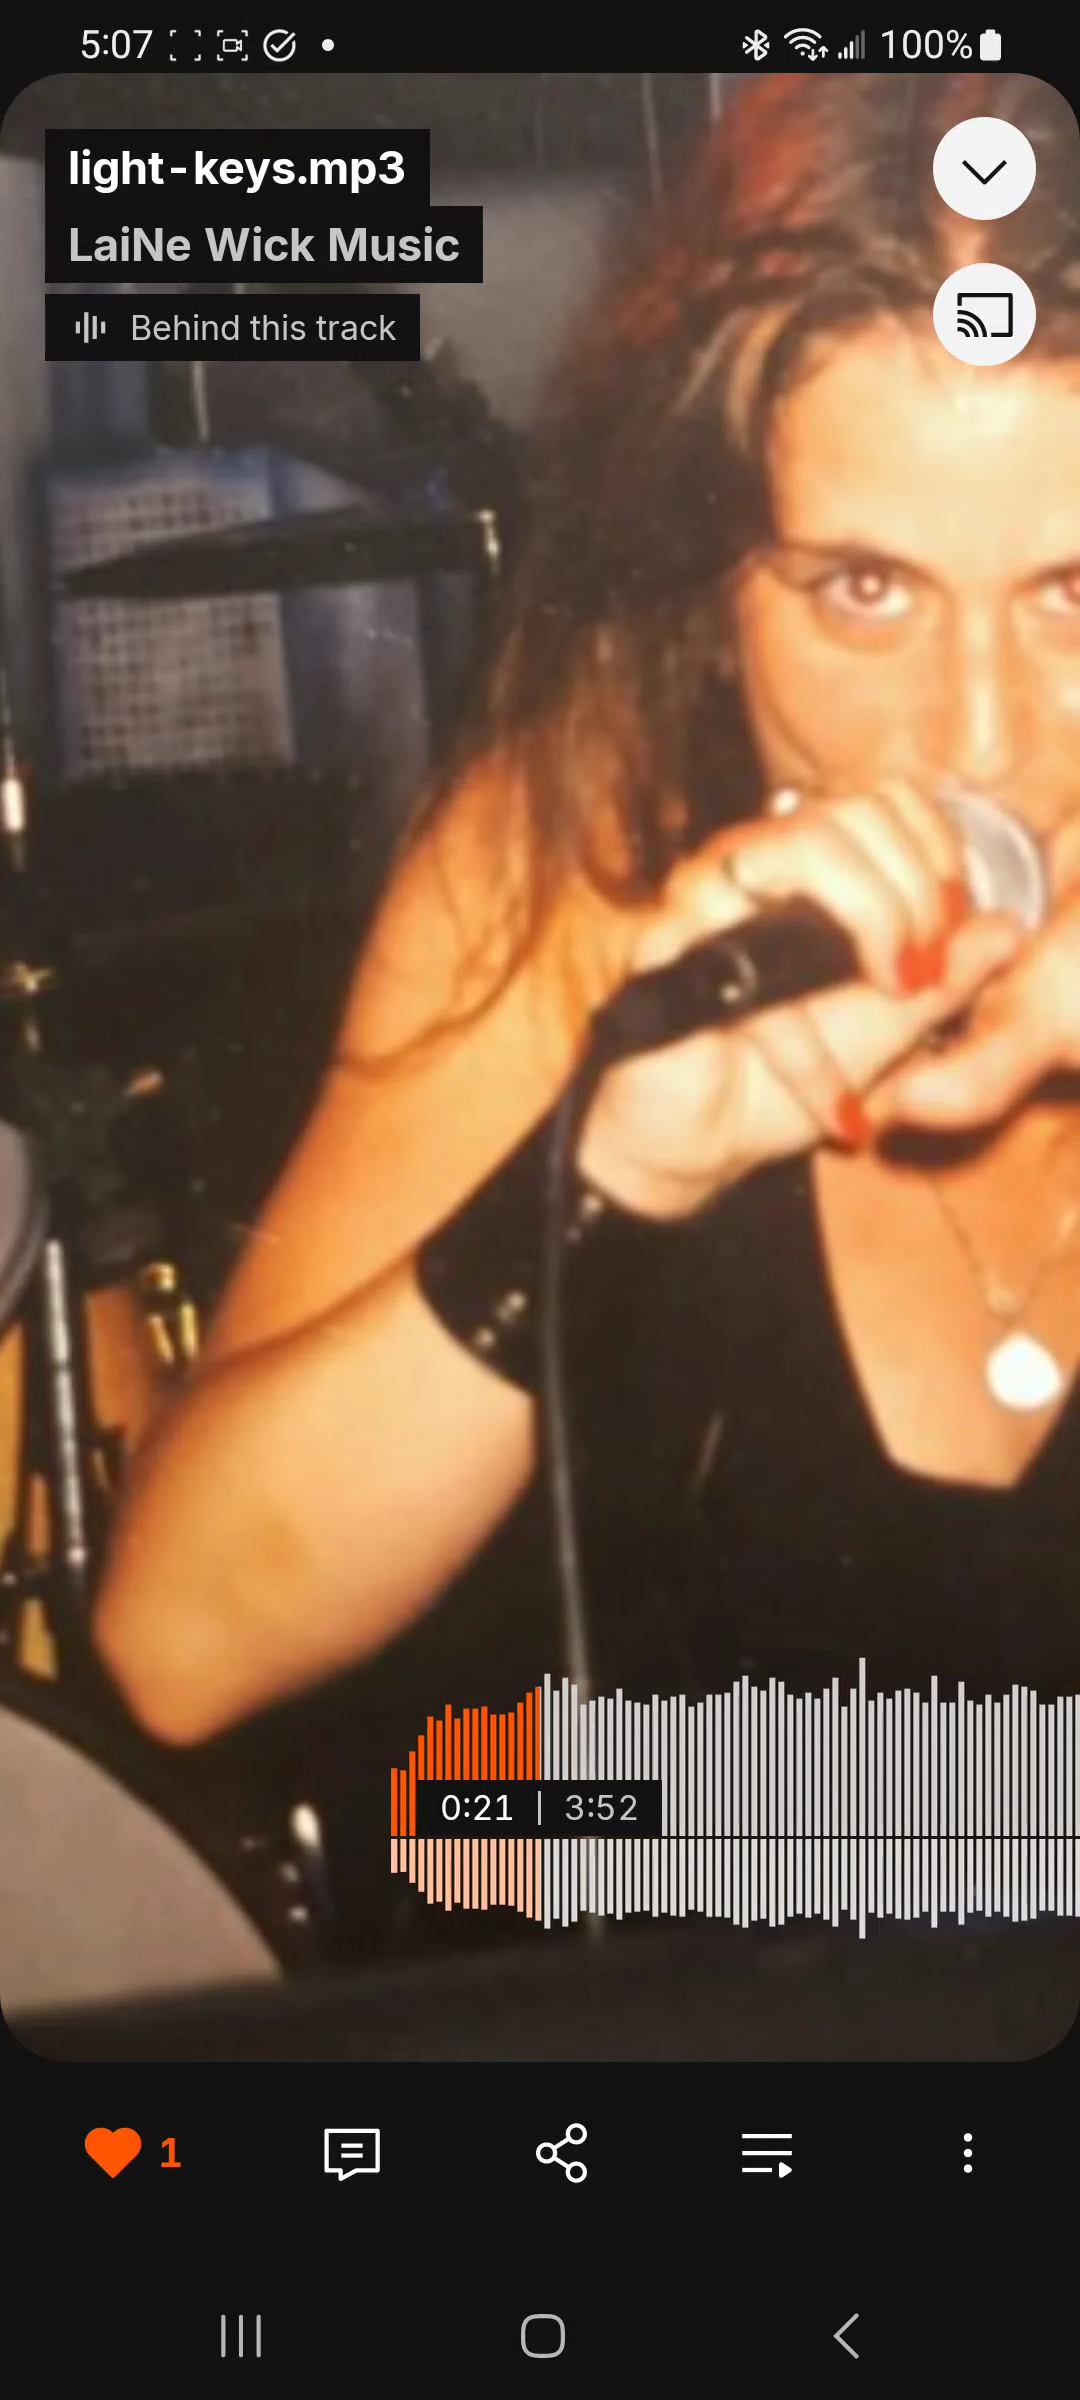 5:07 100%
light-keys.mp3
LaiNe Wick Music
Behind this track
0:21 | 3:52
1